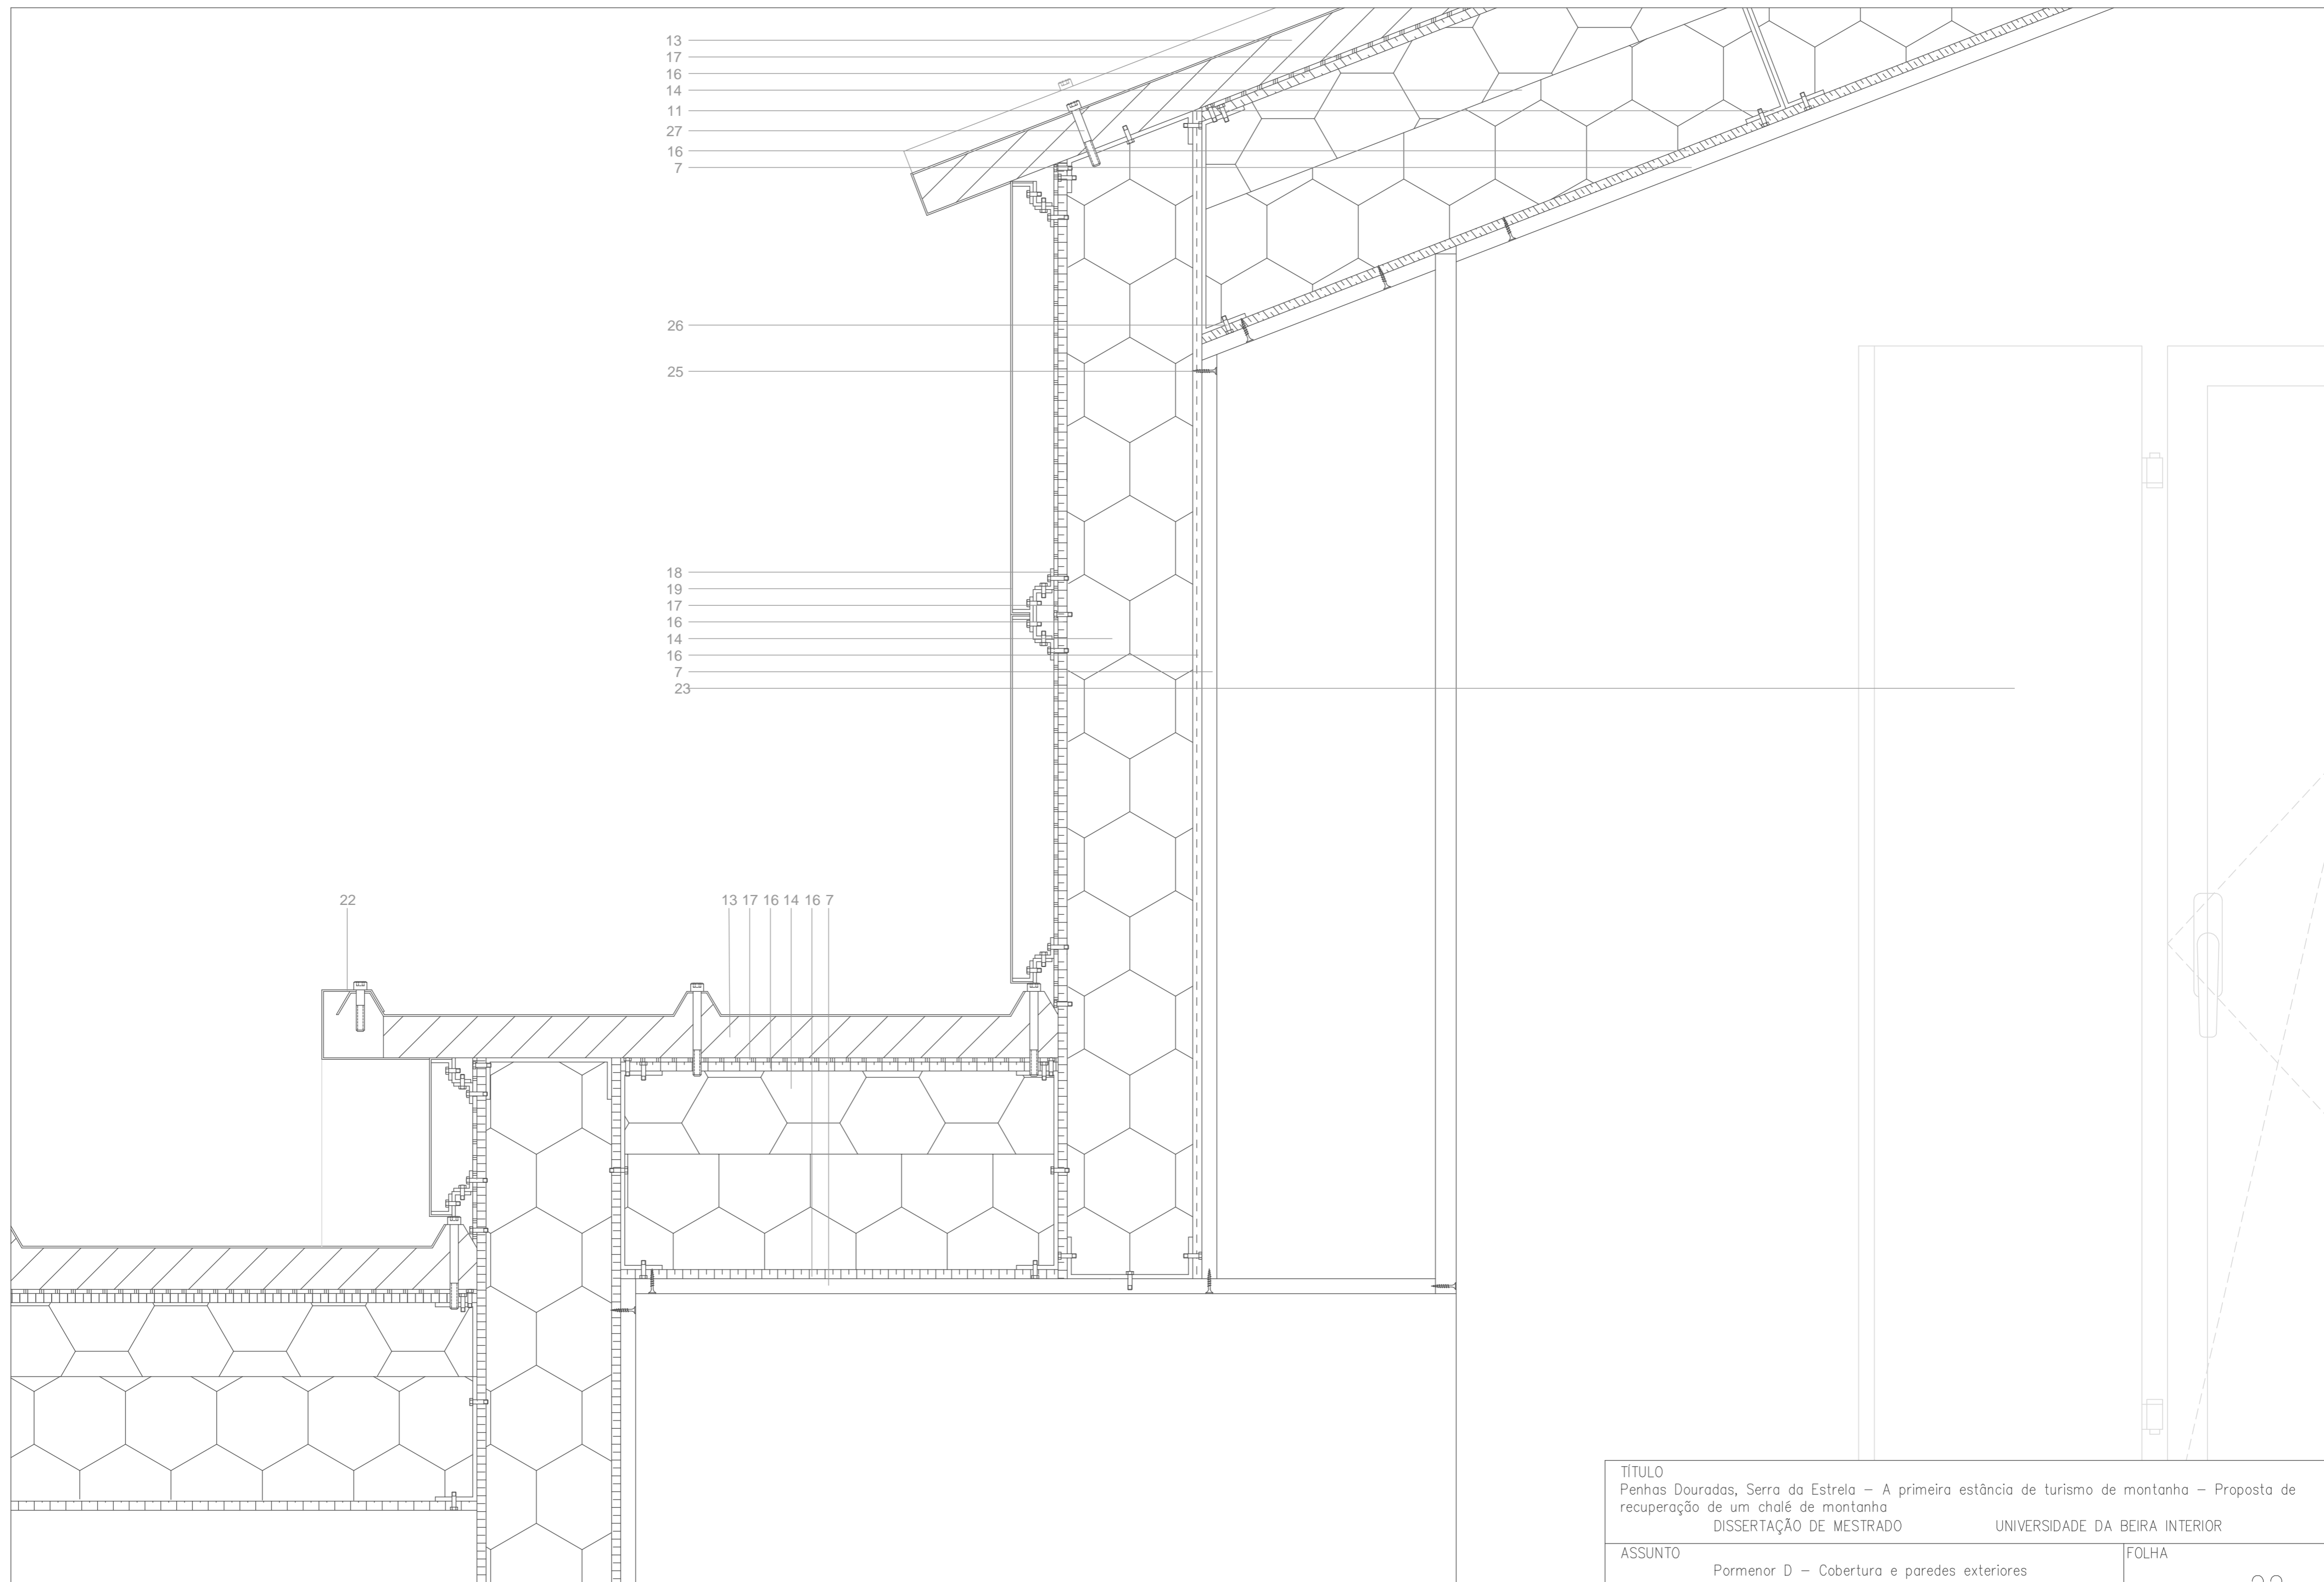 13
17
16
14
11
27
16
7
26
25
18
19
17
16
14
16
7
23
22
13 17 16 14 16 7
TÍTULO
Penhas Douradas, Serra da Estrela – A primeira estância de turismo de montanha – Proposta de
recuperação de um chalé de montanha
DISSERTAÇÃO DE MESTRADO UNIVERSIDADE DA BEIRA INTERIOR
ASSUNTO
FOLHA
Pormenor D – Cobertura e paredes exteriores